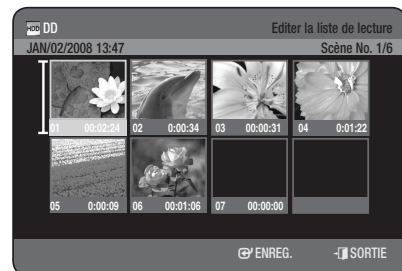 HDD DD Editer la liste de lecture
JAN/02/2008 13:47 Scène No. 1/6
01 00:02:24 02 0:00:34 03 00:00:31 04 0:01:22
05 0:00:09 06 00:01:06 07 00:00:00
ENREG. SORTIE